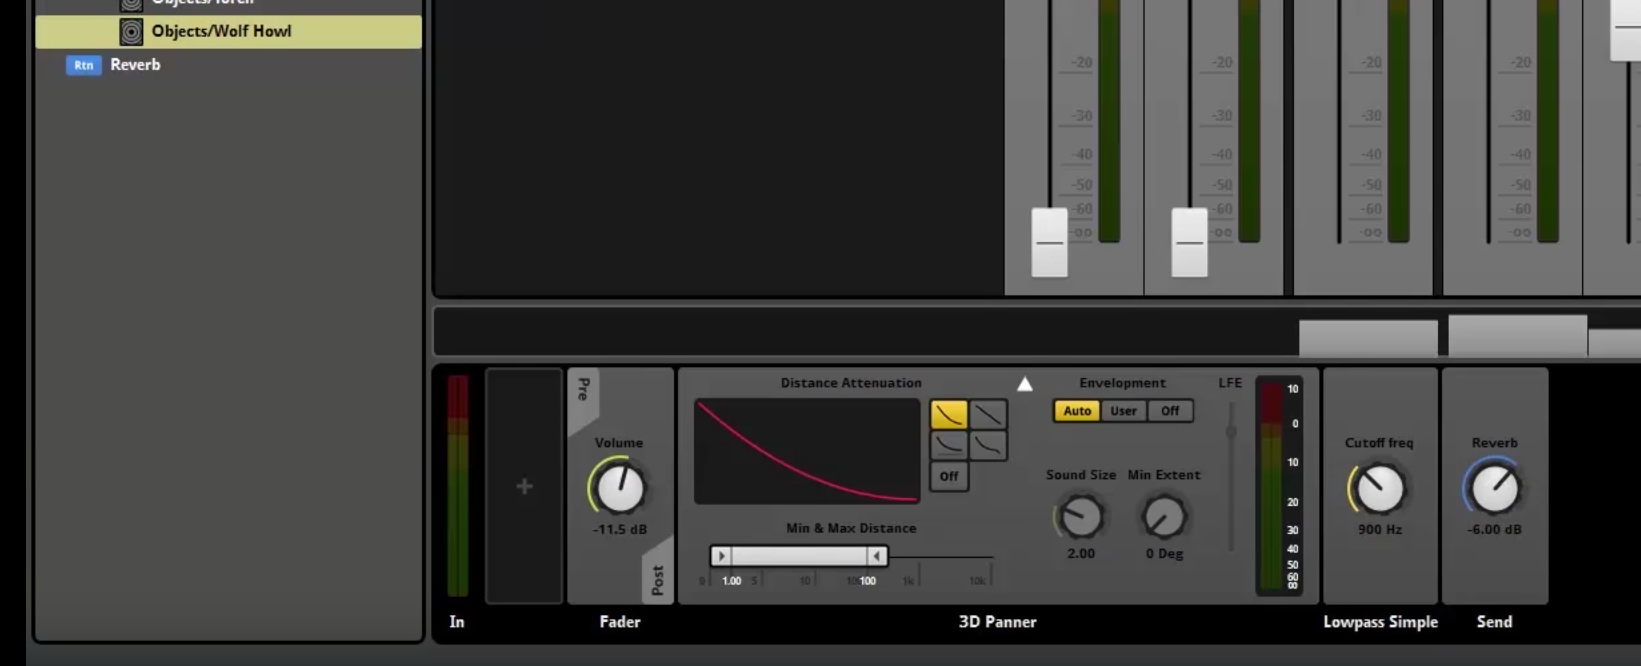 Objects/Torch
Objects/Wolf Howl
Rtn Reverb
-20 -20 -20 -20
-30 -30 -30 -30
-40 -40 -40 -40
-50 -50 -50 -50
-60 -60 -60 -60
-oo -oo -oo -oo
Pre
Volume
-11.5 dB
Post
Distance Attenuation
Off
Min & Max Distance
0 1.00 5 10 100 1k 10k
Envelopment
Auto User Off
Sound Size Min Extent
2.00 0 Deg
LFE
10
0
10
20
30
40
50
60
Cutoff freq
900 Hz
Reverb
-6.00 dB
In Fader 3D Panner Lowpass Simple Send